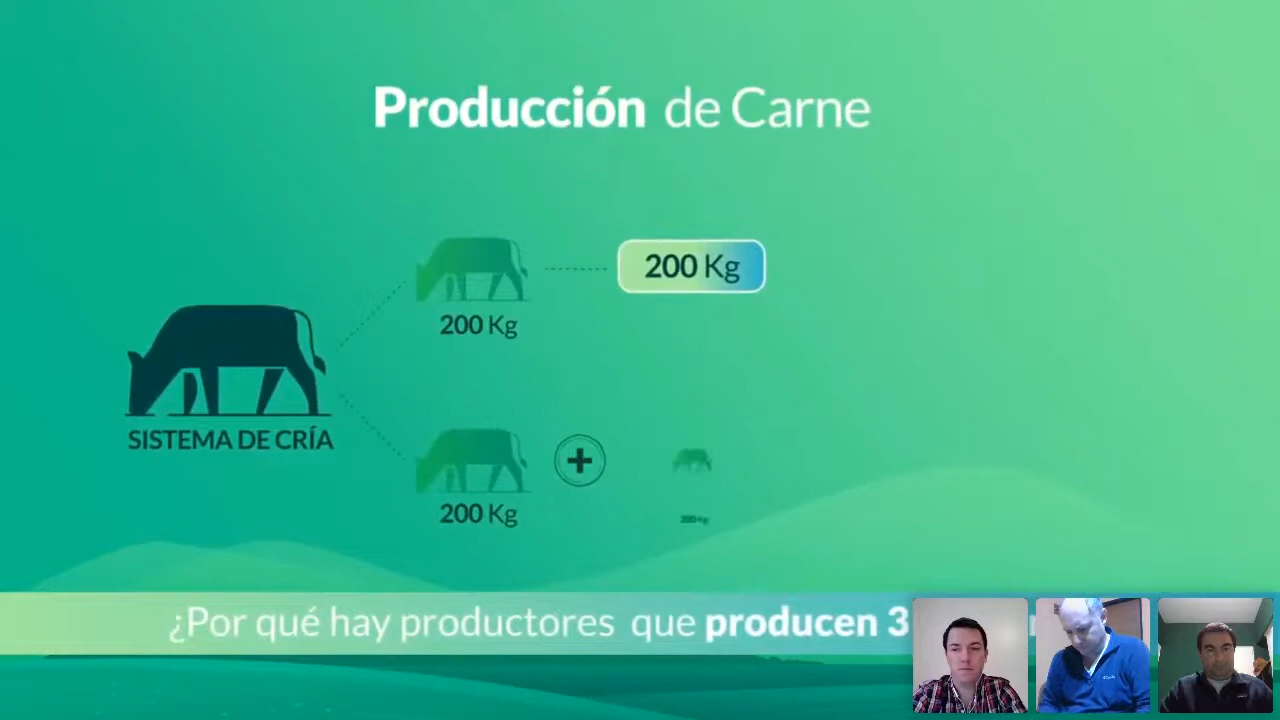 Producción de Carne
200 Kg
200 Kg
SISTEMA DE CRÍA
200 Kg
¿Por qué hay productores que producen 3